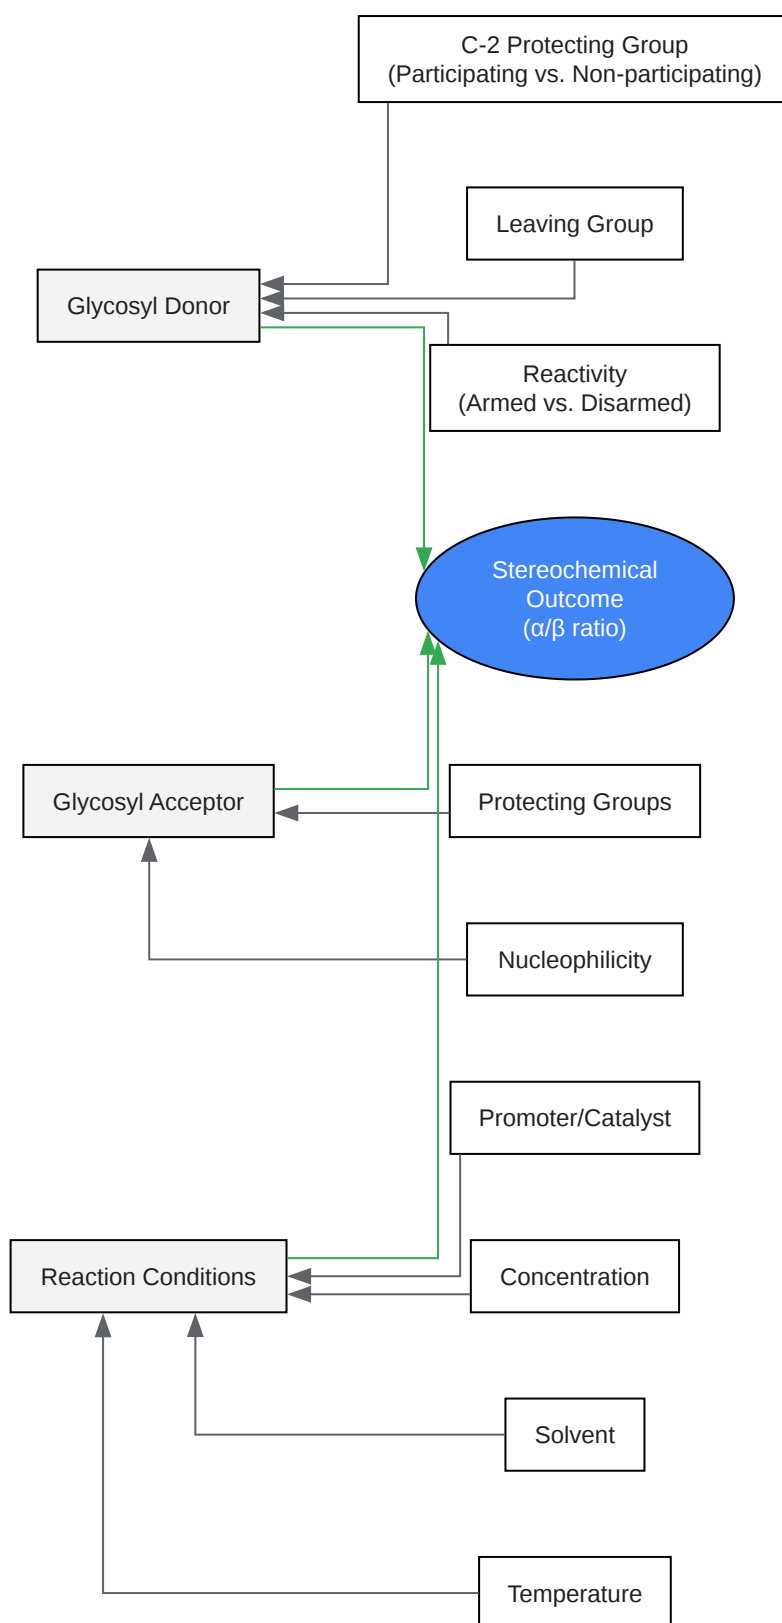 C-2 Protecting Group
(Participating vs. Non-participating)
Leaving Group
Glycosyl Donor
Reactivity
(Armed vs. Disarmed)
Stereochemical
Outcome
(α/β ratio)
Glycosyl Acceptor
Protecting Groups
Nucleophilicity
Promoter/Catalyst
Reaction Conditions
Concentration
Solvent
Temperature